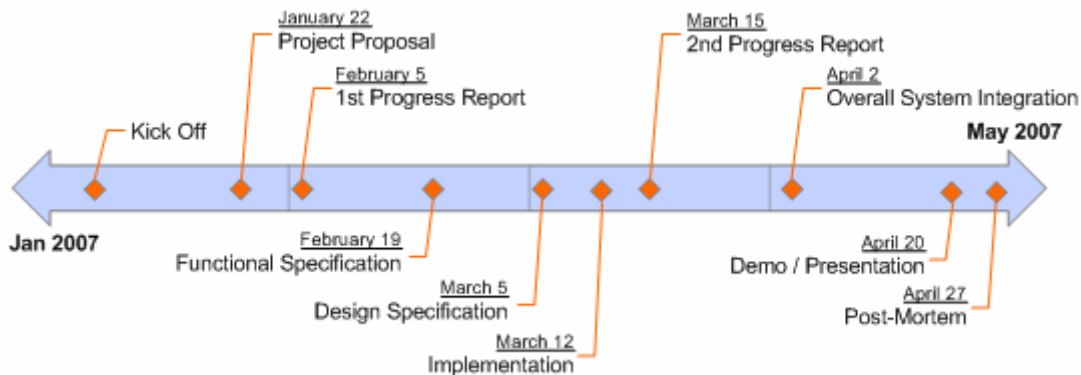 January 22
Project Proposal
March 15
2nd Progress Report
February 5
1st Progress Report
April 2
Overall System Integration
Kick Off
May 2007
Jan 2007
February 19
Functional Specification
April 20
Demo / Presentation
March 5
Design Specification
April 27
Post-Mortem
March 12
Implementation